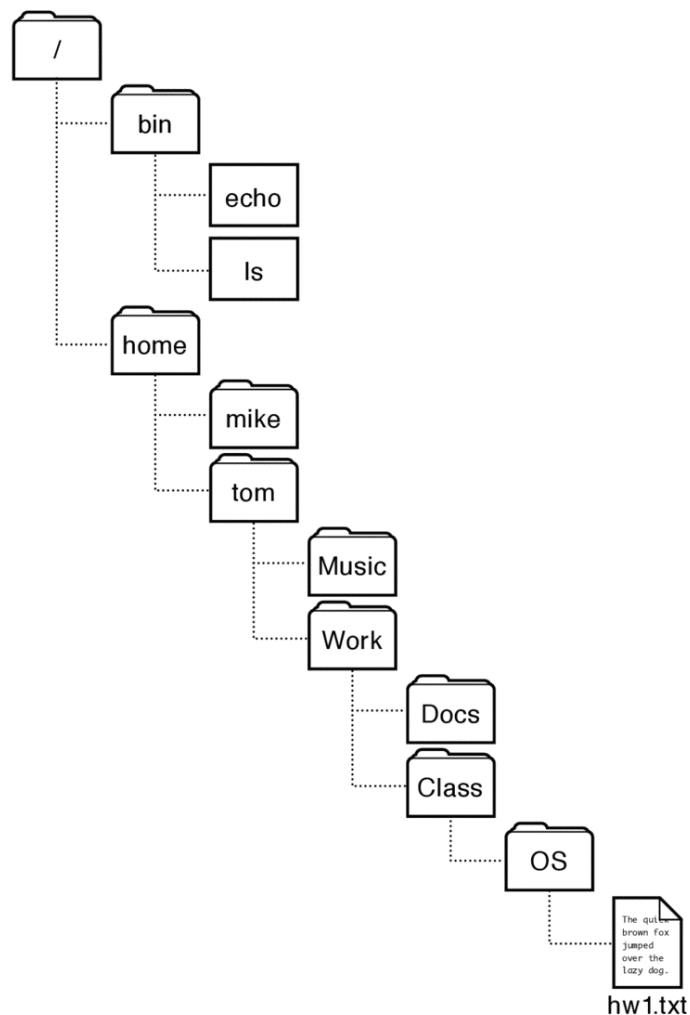 /
bin
echo
ls
home
mike
tom
Music
Work
Docs
Class
OS
The quick
brown fox
jumped
over the
lazy dog.
hw1.txt